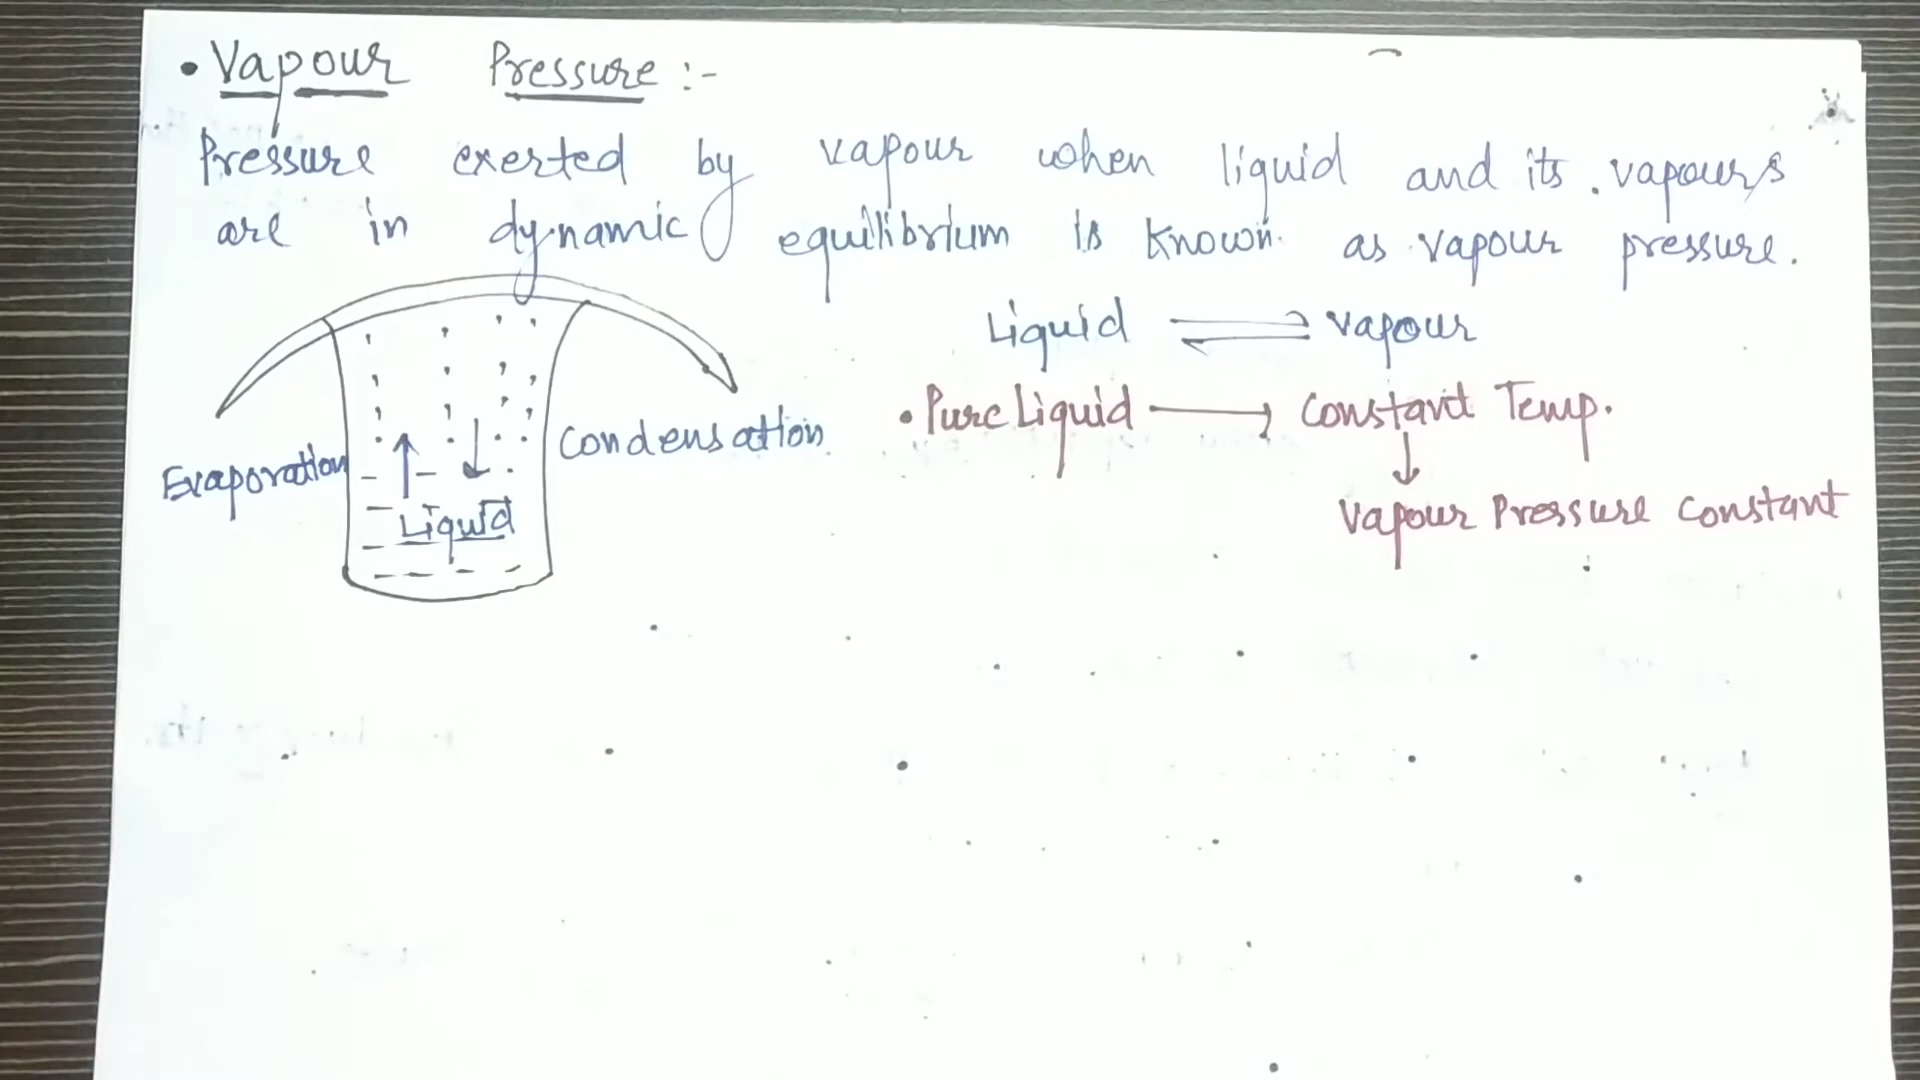 • Vapour Pressure :-
Pressure exerted by vapour when liquid and its vapours
are in dynamic equilibrium is known as vapour pressure.
Liquid ⇌ vapour
• Pure Liquid → Constant Temp.
↓
Vapour Pressure Constant
Evaporation
Condensation
Liquid